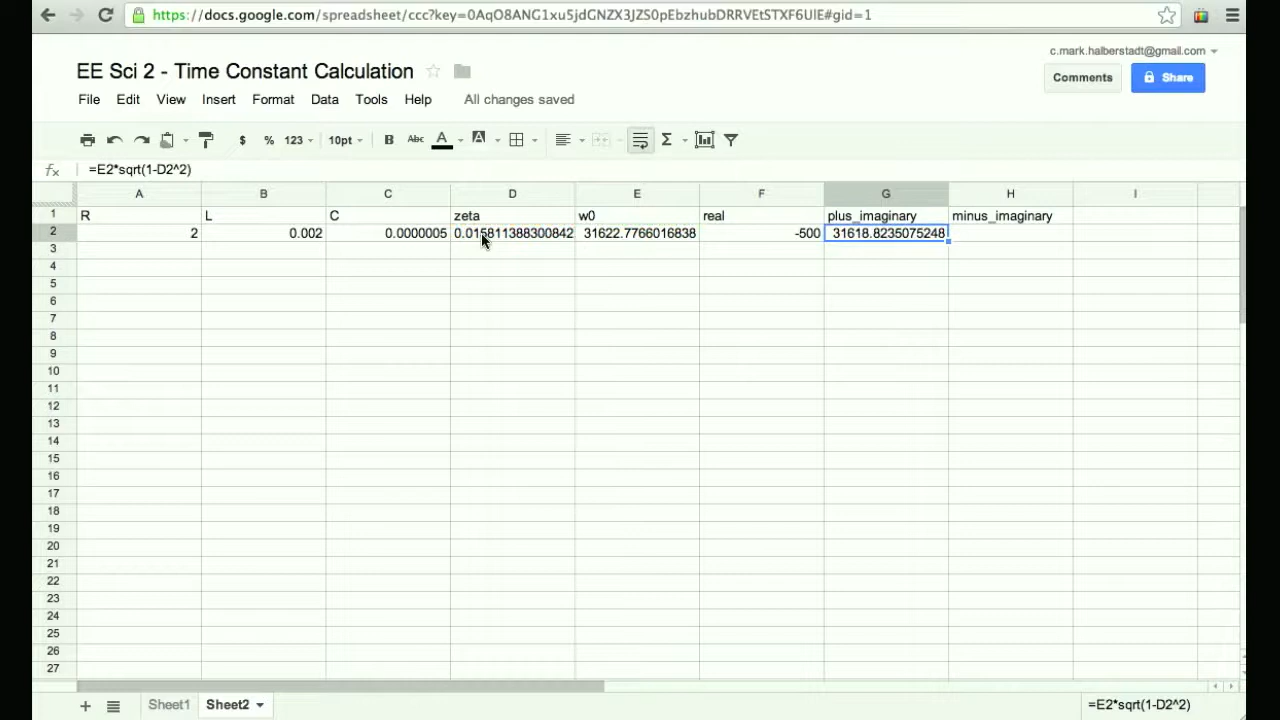 https://docs.google.com/spreadsheet/ccc?key=0AqO8ANG1xu5jdGNZX3JZS0pEbzhubDRRVEtSTXF6UlE#gid=1
c.mark.halberstadt@gmail.com
EE Sci 2 - Time Constant Calculation
Comments
Share
File Edit View Insert Format Data Tools Help All changes saved
$ % 123 10pt B Abc A A Σ
fx =E2*sqrt(1-D2^2)
A B C D E F G H I
1 R L C zeta w0 real plus_imaginary minus_imaginary
2 2 0.002 0.0000005 0.015811388300842 31622.7766016838 -500 31618.8235075248
3
4
5
6
7
8
9
10
11
12
13
14
15
16
17
18
19
20
21
22
23
24
25
26
27
+ Sheet1 Sheet2 =E2*sqrt(1-D2^2)